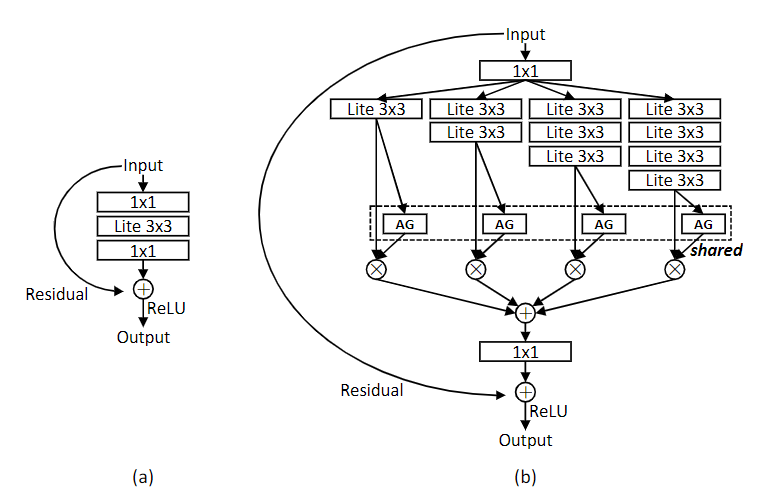 Input
1x1
Lite 3x3
1x1
Residual
+
ReLU
Output
(a)
Input
1x1
Lite 3x3 Lite 3x3 Lite 3x3 Lite 3x3
Lite 3x3 Lite 3x3 Lite 3x3
Lite 3x3 Lite 3x3
Lite 3x3
AG AG AG AG
shared
× × × ×
+
1x1
Residual
+
ReLU
Output
(b)